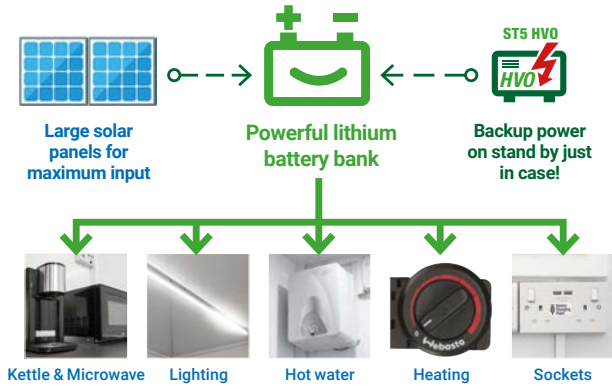 ST5 HVO
HVO
Large solar
panels for
maximum input
Powerful lithium
battery bank
Backup power
on stand by just
in case!
Webasto
Kettle & Microwave
Lighting
Hot water
Heating
Sockets